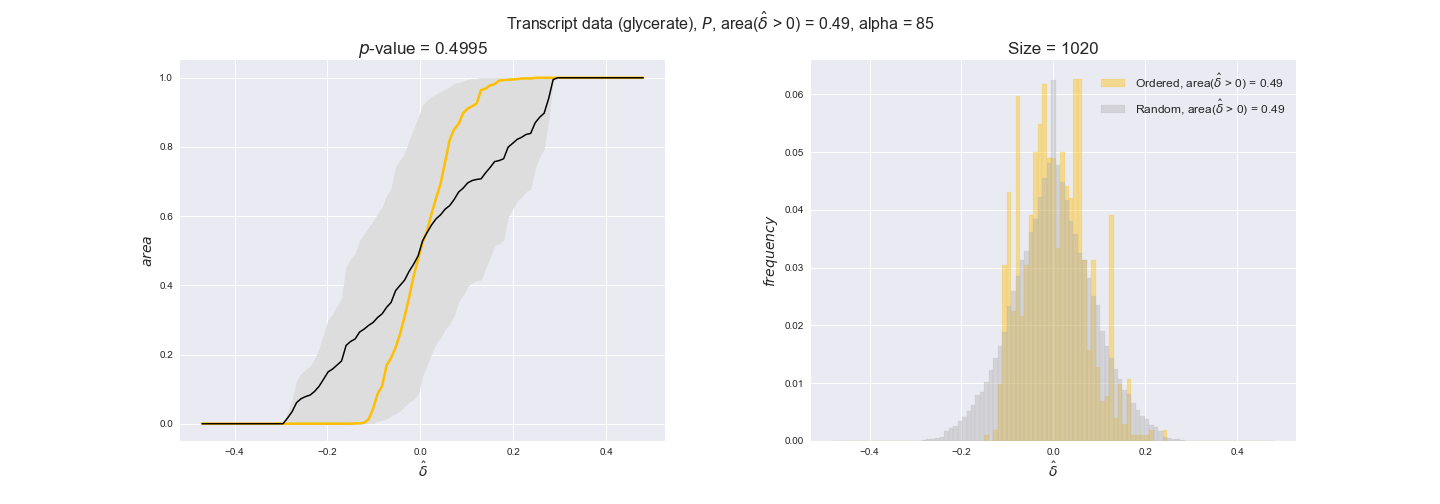 Transcript data (glycerate), P, area(δ̂ > 0) = 0.49, alpha = 85
p-value = 0.4995
1.0
0.8
0.6
0.4
0.2
0.0
area
−0.4 −0.2 0.0 0.2 0.4
δ̂
Size = 1020
Ordered, area(δ̂ > 0) = 0.49
Random, area(δ̂ > 0) = 0.49
0.06
0.05
0.04
0.03
0.02
0.01
0.00
frequency
−0.4 −0.2 0.0 0.2 0.4
δ̂